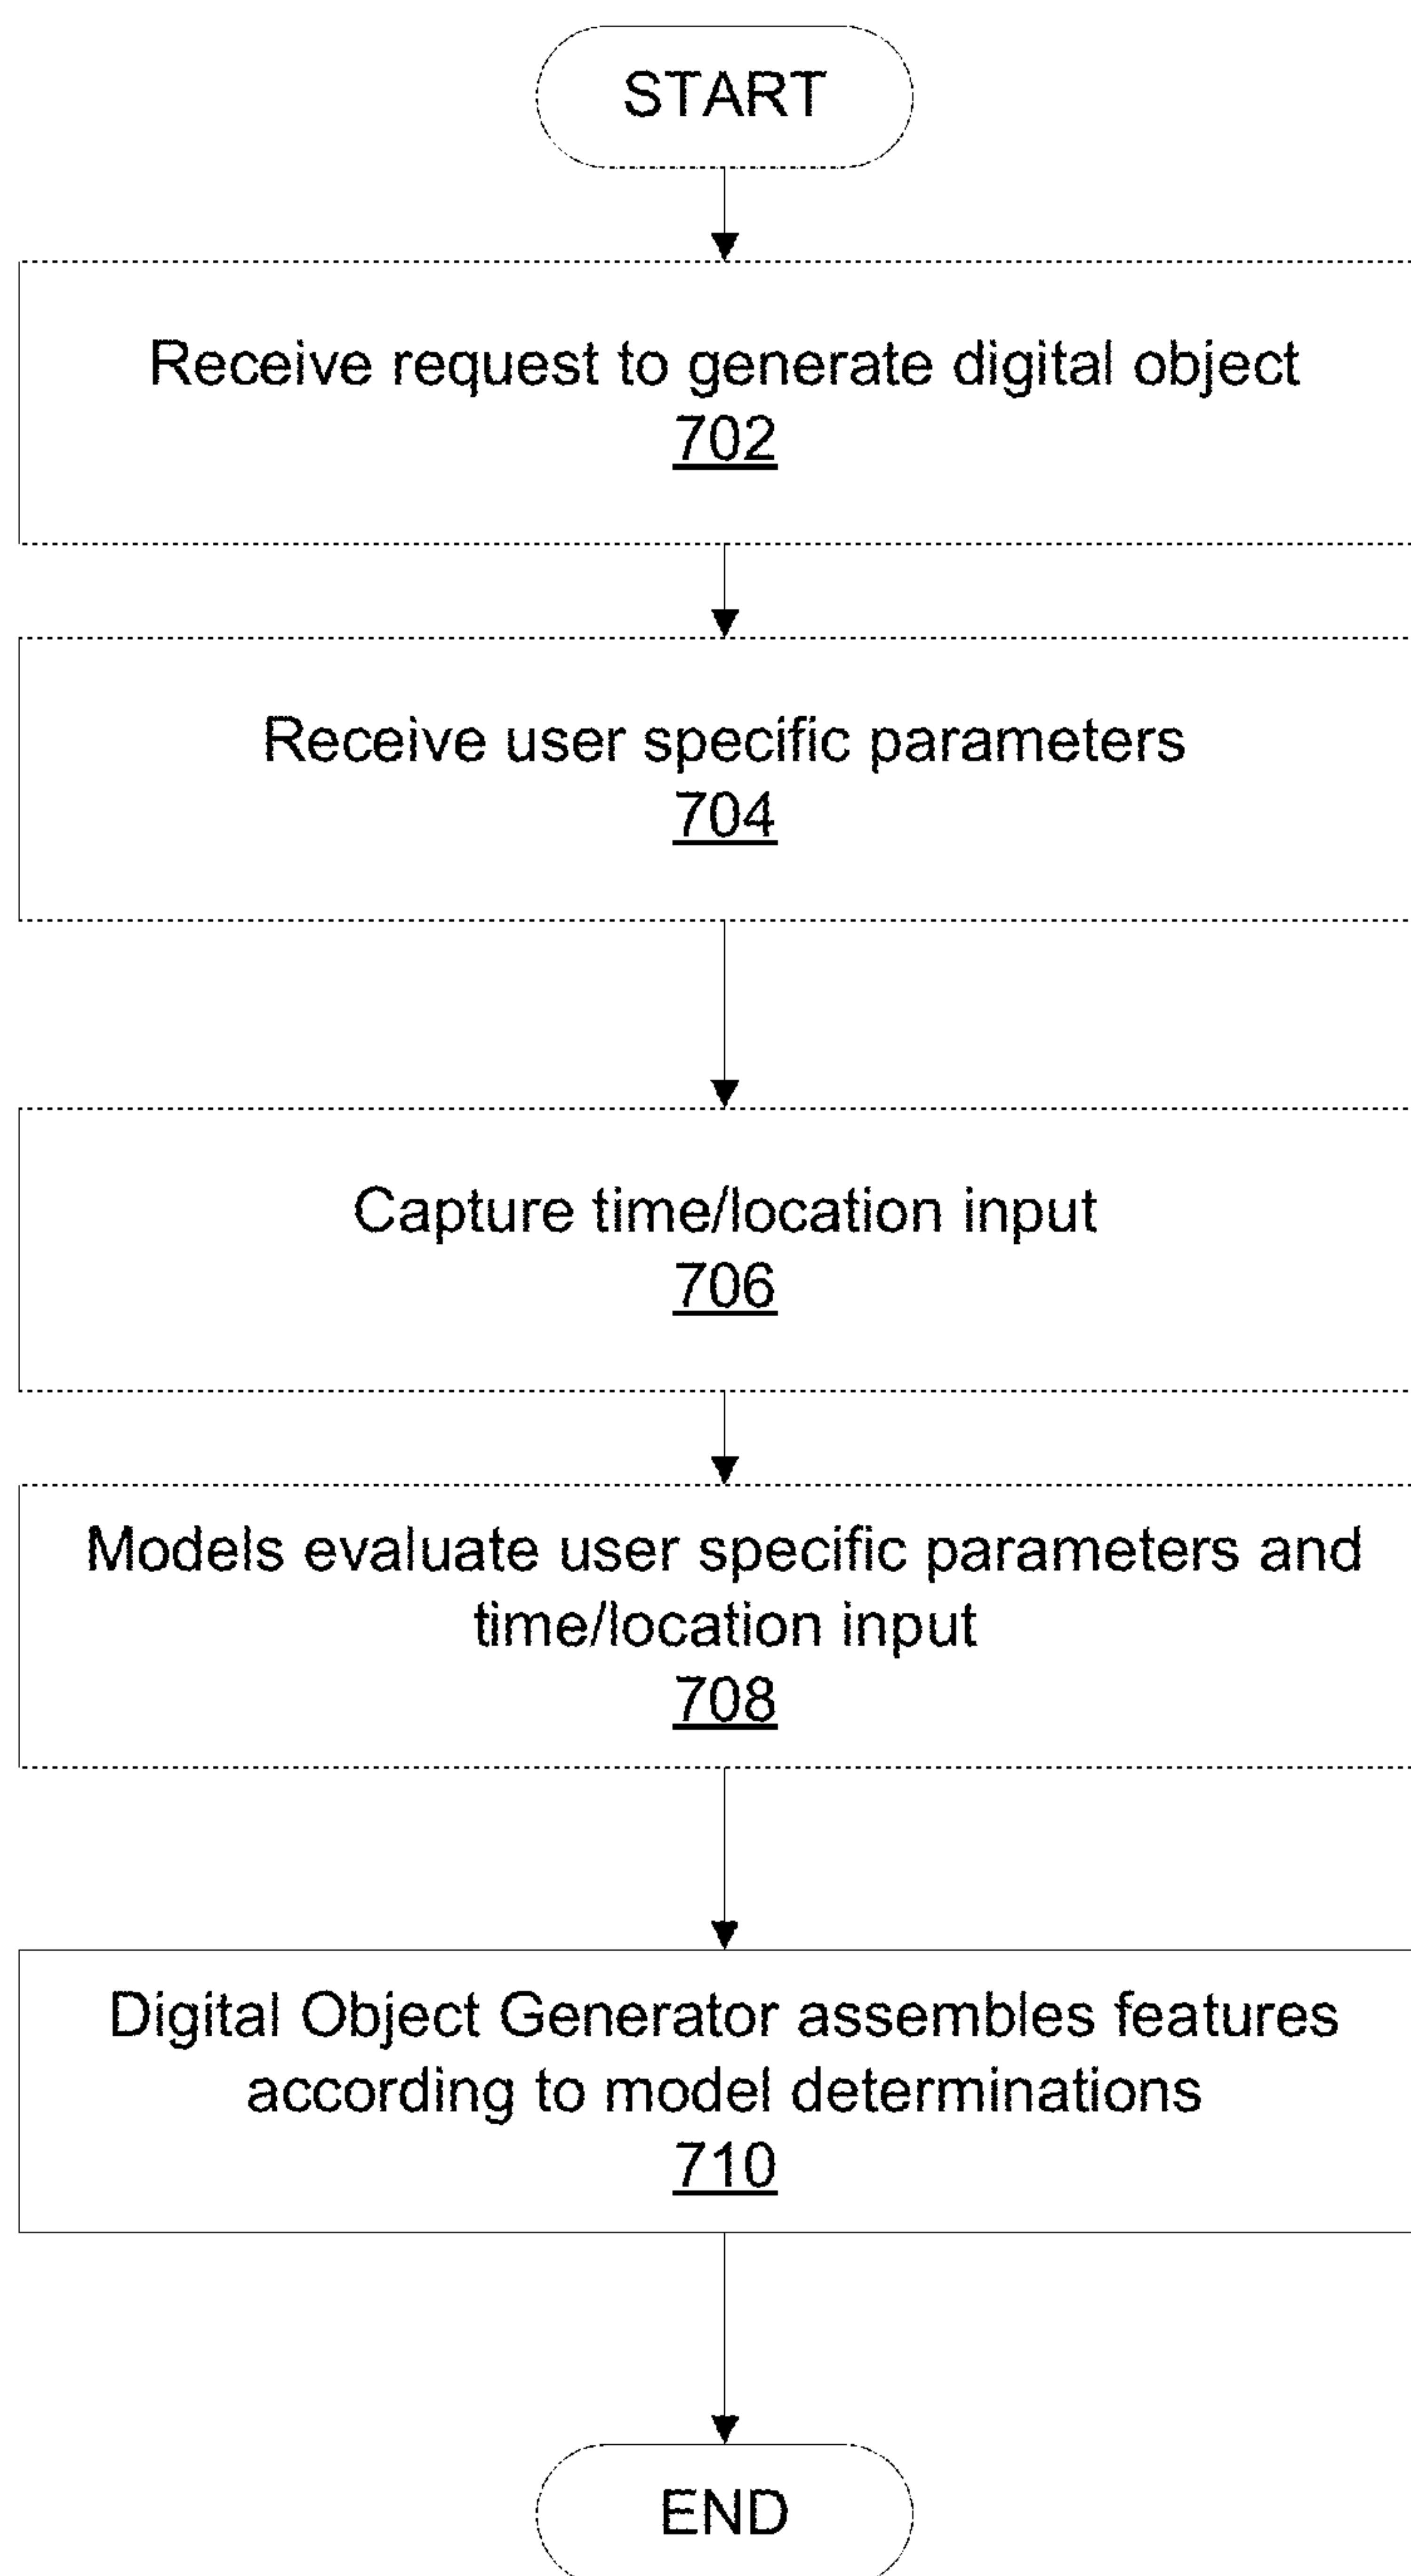 START
Receive request to generate digital object
702
Receive user specific parameters
704
Capture time/location input
706
Models evaluate user specific parameters and
time/location input
708
Digital Object Generator assembles features
according to model determinations
710
END